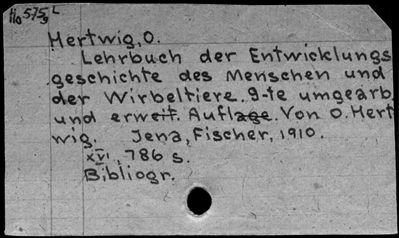 Ho575g L
Hertwig, O.
Lehrbuch der Entwicklungs
geschichte des Menschen und
der Wirbeltiere. 9-te umgearb.
und erweit. Auflage. Von O. Hert
wig. Jena, Fischer, 1910.
XVI, 786 s.
Bibliogr.